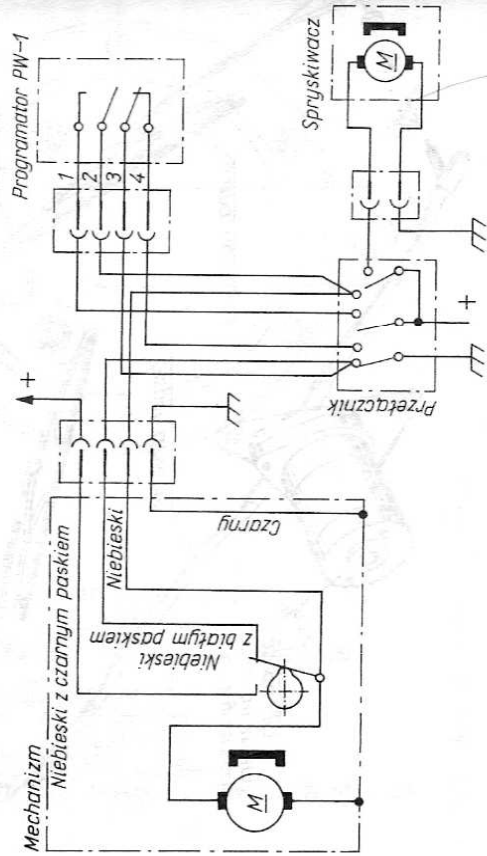 Mechanizm
Niebieski z czarnym paskiem
Niebieski
z białym paskiem
Niebieski
Czarny
M
+
Programator PW-1
1
2
3
4
Przełącznik
+
Spryskiwacz
M